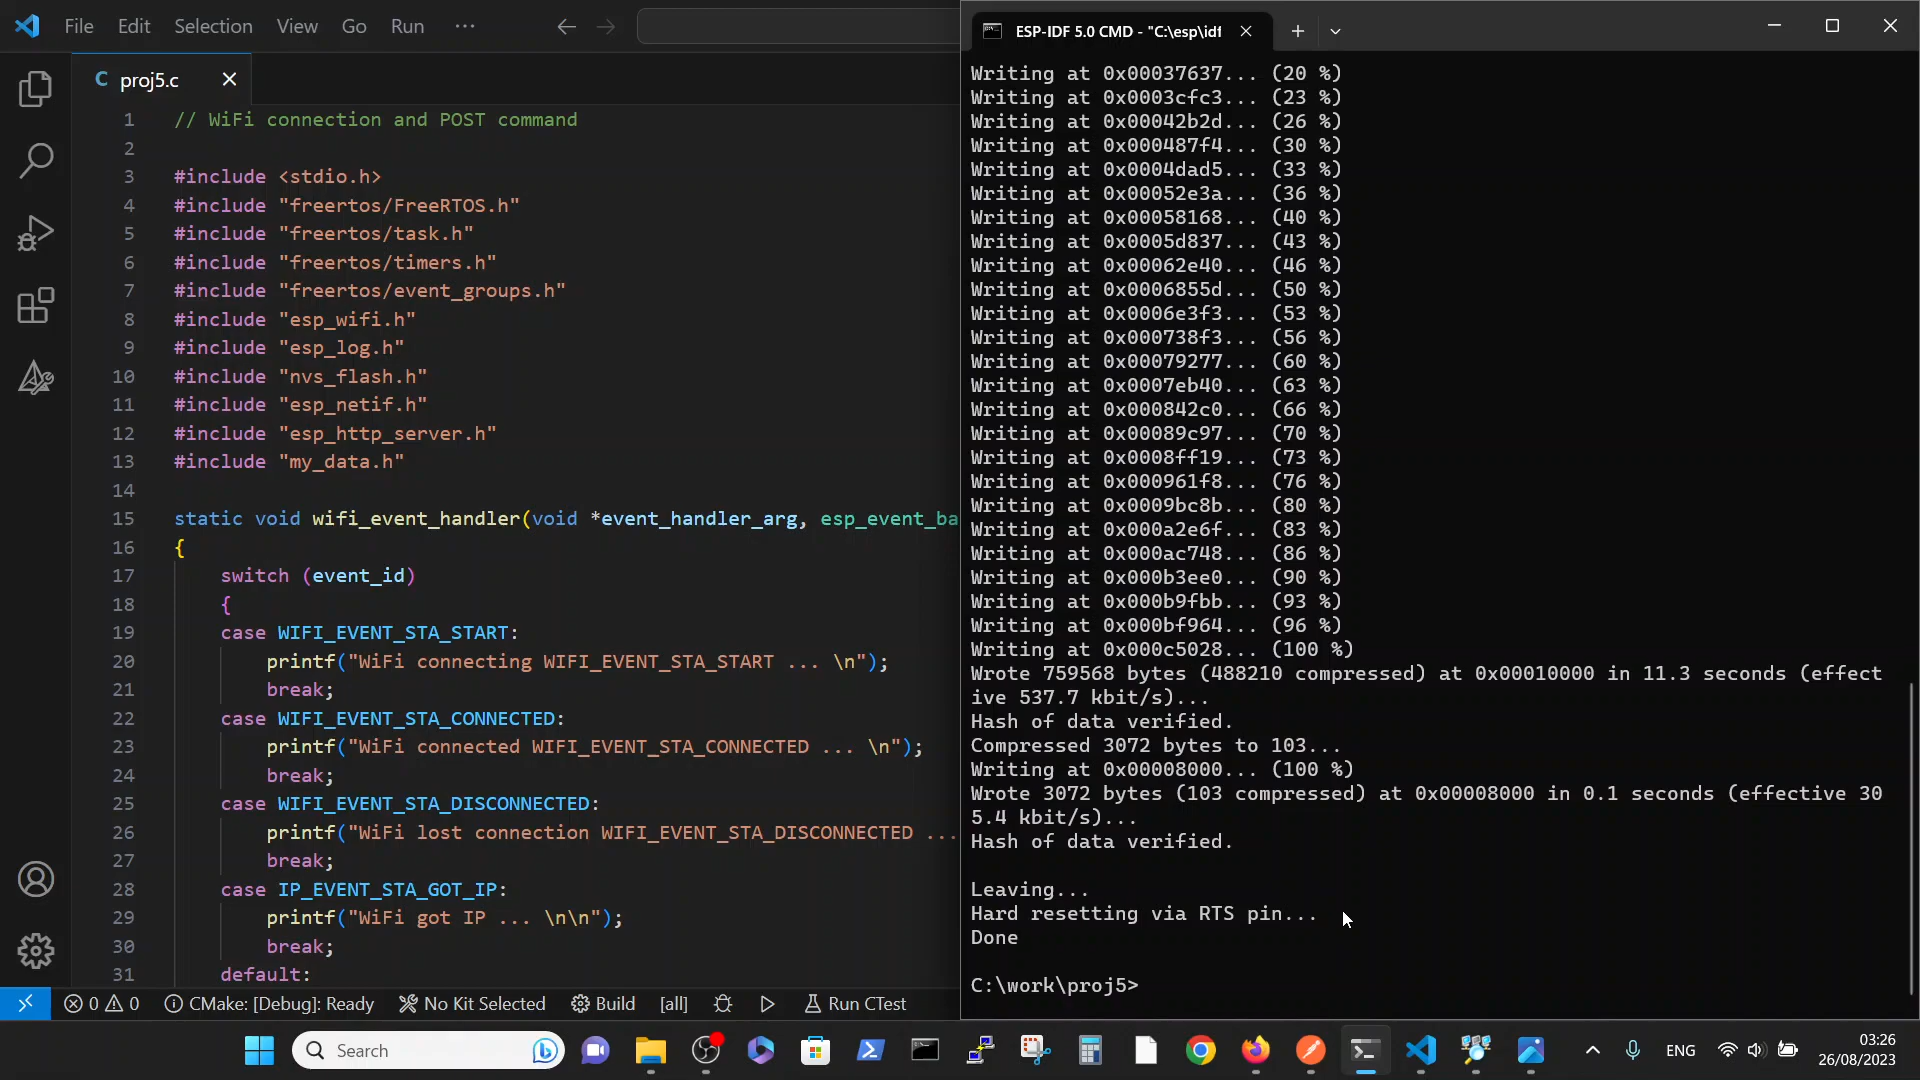 File Edit Selection View Go Run ...
C proj5.c
1 // WiFi connection and POST command
2
3 #include <stdio.h>
4 #include "freertos/FreeRTOS.h"
5 #include "freertos/task.h"
6 #include "freertos/timers.h"
7 #include "freertos/event_groups.h"
8 #include "esp_wifi.h"
9 #include "esp_log.h"
10 #include "nvs_flash.h"
11 #include "esp_netif.h"
12 #include "esp_http_server.h"
13 #include "my_data.h"
14
15 static void wifi_event_handler(void *event_handler_arg, esp_event_ba
16 {
17 switch (event_id)
18 {
19 case WIFI_EVENT_STA_START:
20 printf("WiFi connecting WIFI_EVENT_STA_START ... \n");
21 break;
22 case WIFI_EVENT_STA_CONNECTED:
23 printf("WiFi connected WIFI_EVENT_STA_CONNECTED ... \n");
24 break;
25 case WIFI_EVENT_STA_DISCONNECTED:
26 printf("WiFi lost connection WIFI_EVENT_STA_DISCONNECTED ...
27 break;
28 case IP_EVENT_STA_GOT_IP:
29 printf("WiFi got IP ... \n\n");
30 break;
31 default:
0 0 CMake: [Debug]: Ready No Kit Selected Build [all] Run CTest
ESP-IDF 5.0 CMD - "C:\esp\idf
Writing at 0x00037637... (20 %)
Writing at 0x0003cfc3... (23 %)
Writing at 0x00042b2d... (26 %)
Writing at 0x000487f4... (30 %)
Writing at 0x0004dad5... (33 %)
Writing at 0x00052e3a... (36 %)
Writing at 0x00058168... (40 %)
Writing at 0x0005d837... (43 %)
Writing at 0x00062e40... (46 %)
Writing at 0x0006855d... (50 %)
Writing at 0x0006e3f3... (53 %)
Writing at 0x000738f3... (56 %)
Writing at 0x00079277... (60 %)
Writing at 0x0007eb40... (63 %)
Writing at 0x000842c0... (66 %)
Writing at 0x00089c97... (70 %)
Writing at 0x0008ff19... (73 %)
Writing at 0x000961f8... (76 %)
Writing at 0x0009bc8b... (80 %)
Writing at 0x000a2e6f... (83 %)
Writing at 0x000ac748... (86 %)
Writing at 0x000b3ee0... (90 %)
Writing at 0x000b9fbb... (93 %)
Writing at 0x000bf964... (96 %)
Writing at 0x000c5028... (100 %)
Wrote 759568 bytes (488210 compressed) at 0x00010000 in 11.3 seconds (effect
ive 537.7 kbit/s)...
Hash of data verified.
Compressed 3072 bytes to 103...
Writing at 0x00008000... (100 %)
Wrote 3072 bytes (103 compressed) at 0x00008000 in 0.1 seconds (effective 30
5.4 kbit/s)...
Hash of data verified.
Leaving...
Hard resetting via RTS pin...
Done
C:\work\proj5>
Search
ENG
03:26
26/08/2023